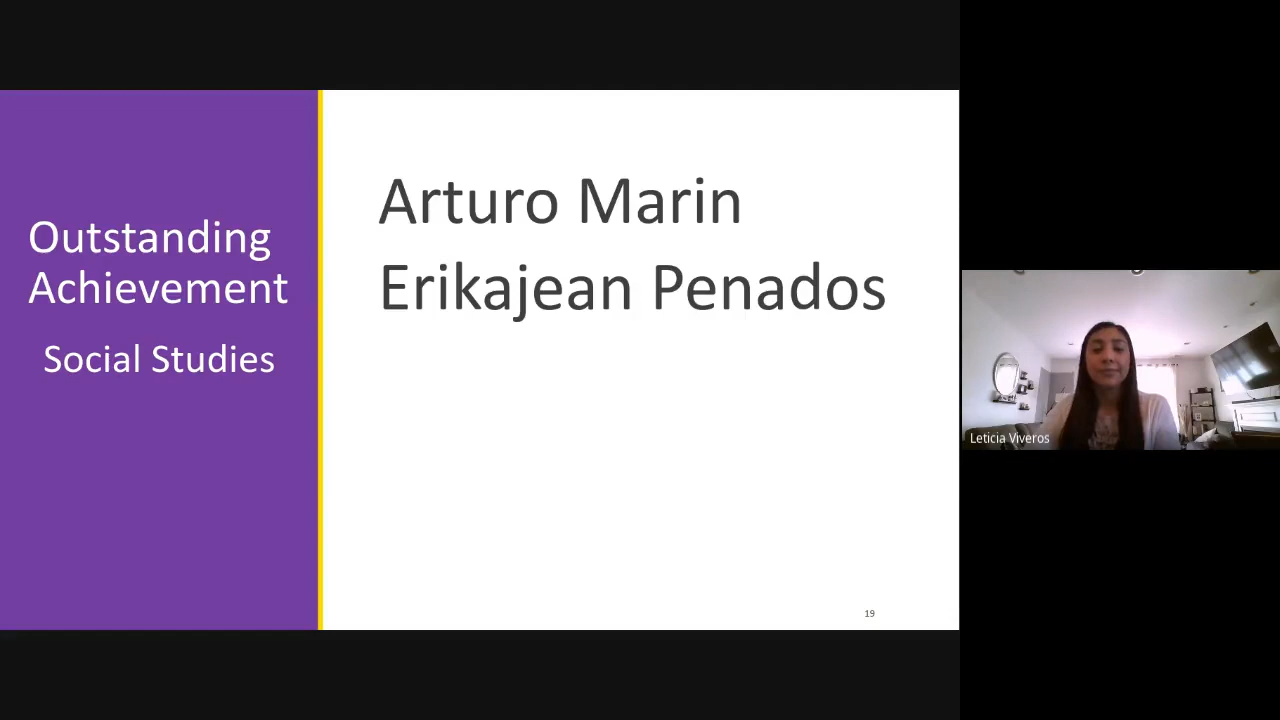 Outstanding
Achievement
Social Studies
Arturo Marin
Erikajean Penados
19
Leticia Viveros